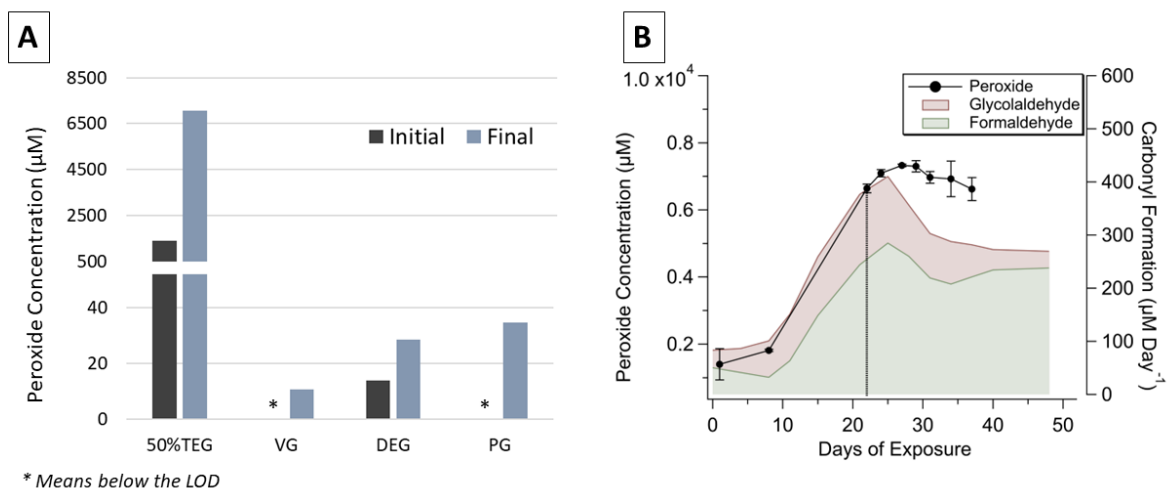 A
Peroxide Concentration (µM)
8500
6500
4500
2500
500
40
20
0
Initial Final
* *
50%TEG VG DEG PG
* Means below the LOD
B
Peroxide Concentration (µM)
1.0 x10⁴
0.8
0.6
0.4
0.2
Peroxide
Glycolaldehyde
Formaldehyde
600
500
400
300
200
100
0
Carbonyl Formation (µM Day⁻¹)
0 10 20 30 40 50
Days of Exposure